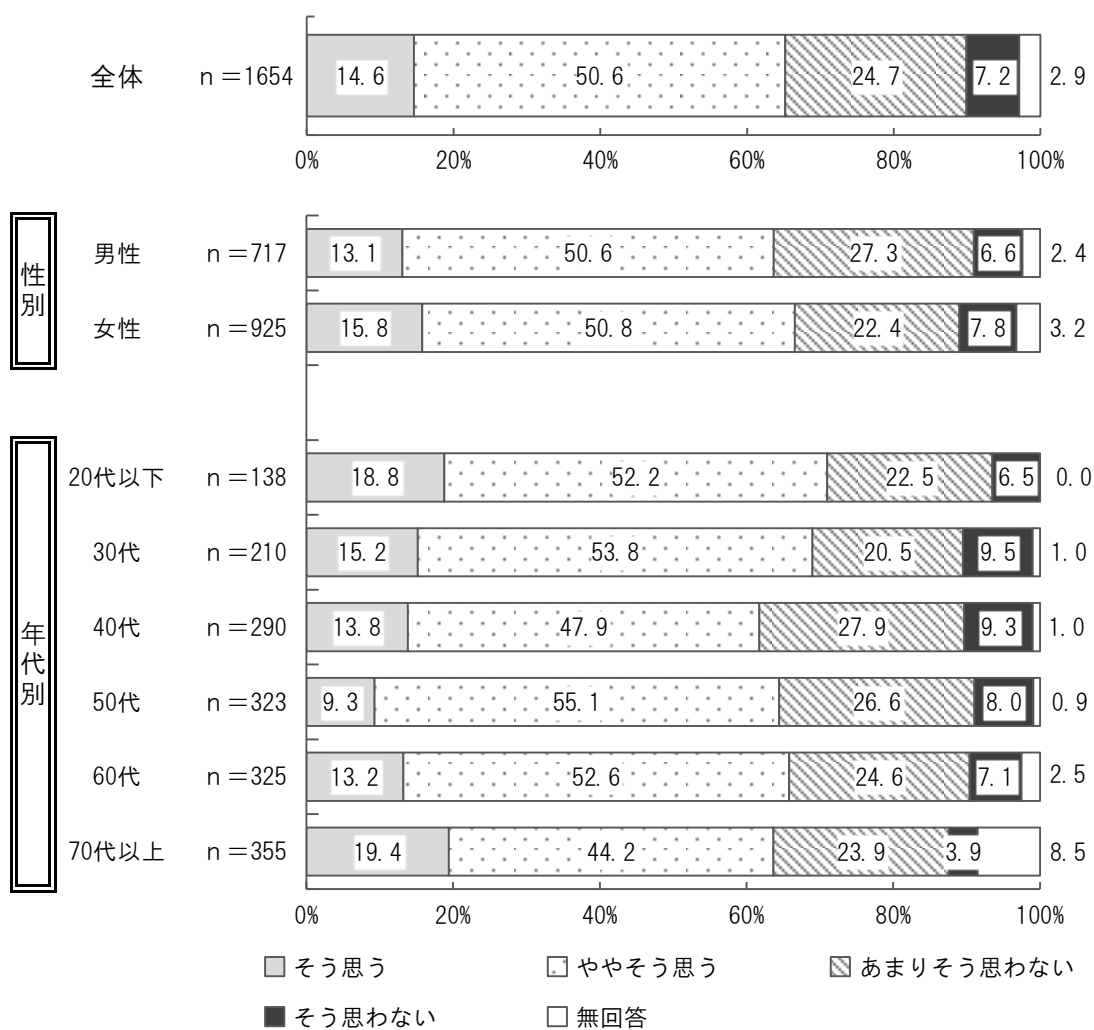 全体 n＝1654 14.6 50.6 24.7 7.2 2.9
0% 20% 40% 60% 80% 100%
性別
男性 n＝717 13.1 50.6 27.3 6.6 2.4
女性 n＝925 15.8 50.8 22.4 7.8 3.2
年代別
20代以下 n＝138 18.8 52.2 22.5 6.5 0.0
30代 n＝210 15.2 53.8 20.5 9.5 1.0
40代 n＝290 13.8 47.9 27.9 9.3 1.0
50代 n＝323 9.3 55.1 26.6 8.0 0.9
60代 n＝325 13.2 52.6 24.6 7.1 2.5
70代以上 n＝355 19.4 44.2 23.9 3.9 8.5
0% 20% 40% 60% 80% 100%
そう思う ややそう思う あまりそう思わない
そう思わない 無回答